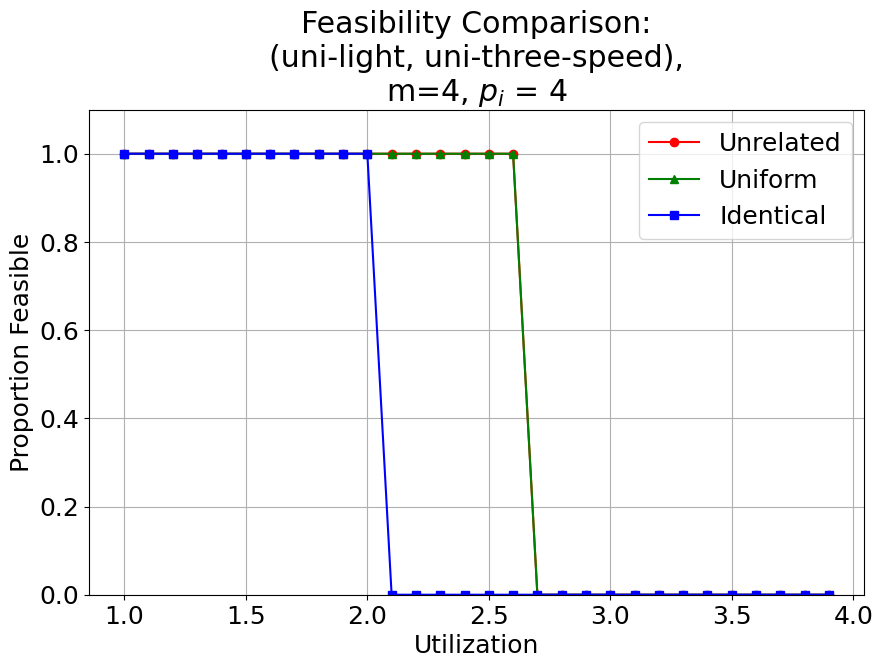 Feasibility Comparison:
(uni-light, uni-three-speed),
m=4, $p_i$ = 4
Unrelated
Uniform
Identical
Proportion Feasible
1.0
0.8
0.6
0.4
0.2
0.0
1.0 1.5 2.0 2.5 3.0 3.5 4.0
Utilization